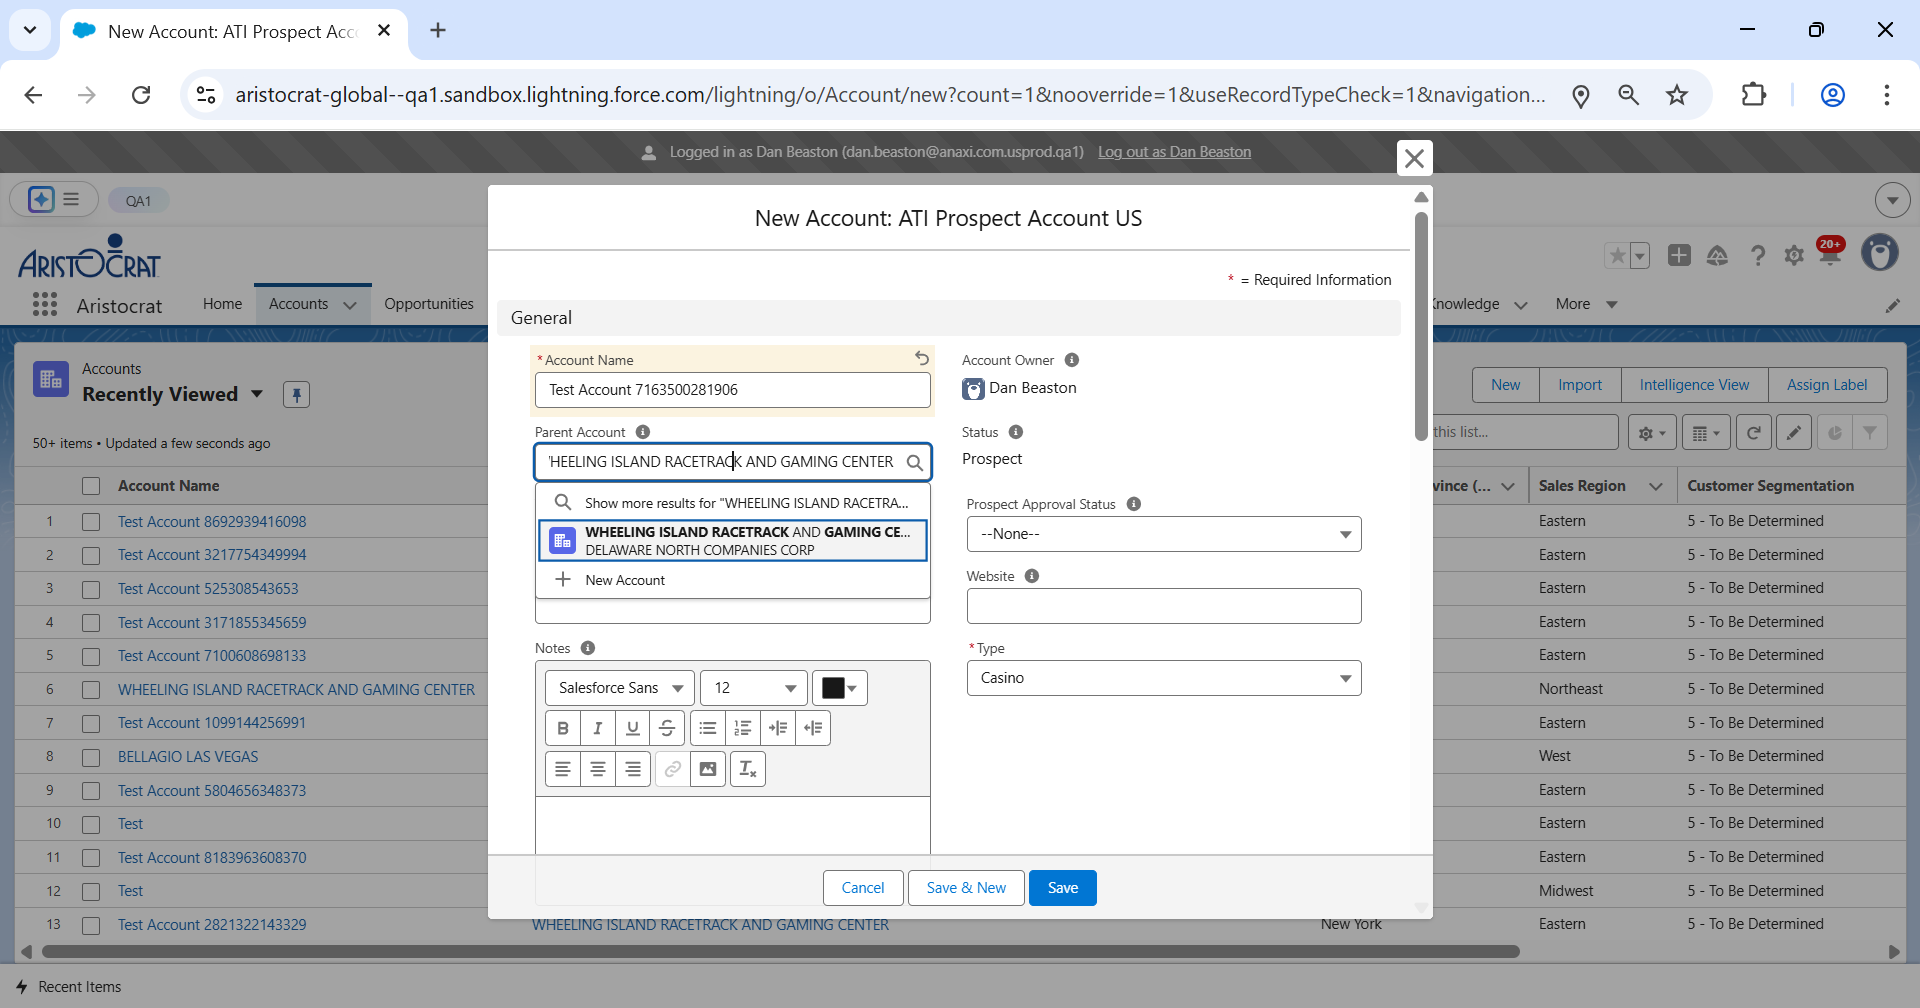 New Account: ATI Prospect Acc
aristocrat-global--qa1.sandbox.lightning.force.com/lightning/o/Account/new?count=1&nooverride=1&useRecordTypeCheck=1&navigation...
Logged in as Dan Beaston (dan.beaston@anaxi.com.usprod.qa1) Log out as Dan Beaston
QA1
ARISTOCRAT
20+
Aristocrat
Home
Accounts
Opportunities
Knowledge
More
Accounts
Recently Viewed
50+ items • Updated a few seconds ago
New
Import
Intelligence View
Assign Label
this list...
Account Name
vince (...
Sales Region
Customer Segmentation
1 Test Account 8692939416098 Eastern 5 - To Be Determined
2 Test Account 3217754349994 Eastern 5 - To Be Determined
3 Test Account 525308543653 Eastern 5 - To Be Determined
4 Test Account 3171855345659 Eastern 5 - To Be Determined
5 Test Account 7100608698133 Eastern 5 - To Be Determined
6 WHEELING ISLAND RACETRACK AND GAMING CENTER Northeast 5 - To Be Determined
7 Test Account 1099144256991 Eastern 5 - To Be Determined
8 BELLAGIO LAS VEGAS West 5 - To Be Determined
9 Test Account 5804656348373 Eastern 5 - To Be Determined
10 Test Eastern 5 - To Be Determined
11 Test Account 8183963608370 Eastern 5 - To Be Determined
12 Test Midwest 5 - To Be Determined
13 Test Account 2821322143329 WHEELING ISLAND RACETRACK AND GAMING CENTER New York Eastern 5 - To Be Determined
New Account: ATI Prospect Account US
* = Required Information
General
*Account Name
Test Account 7163500281906
Account Owner
Dan Beaston
Parent Account
HEELING ISLAND RACETRACK AND GAMING CENTER
Show more results for "WHEELING ISLAND RACETRA...
WHEELING ISLAND RACETRACK AND GAMING CE...
DELAWARE NORTH COMPANIES CORP
New Account
Status
Prospect
Prospect Approval Status
--None--
Website
Notes
Salesforce Sans
12
B I U S
*Type
Casino
Cancel
Save & New
Save
Recent Items